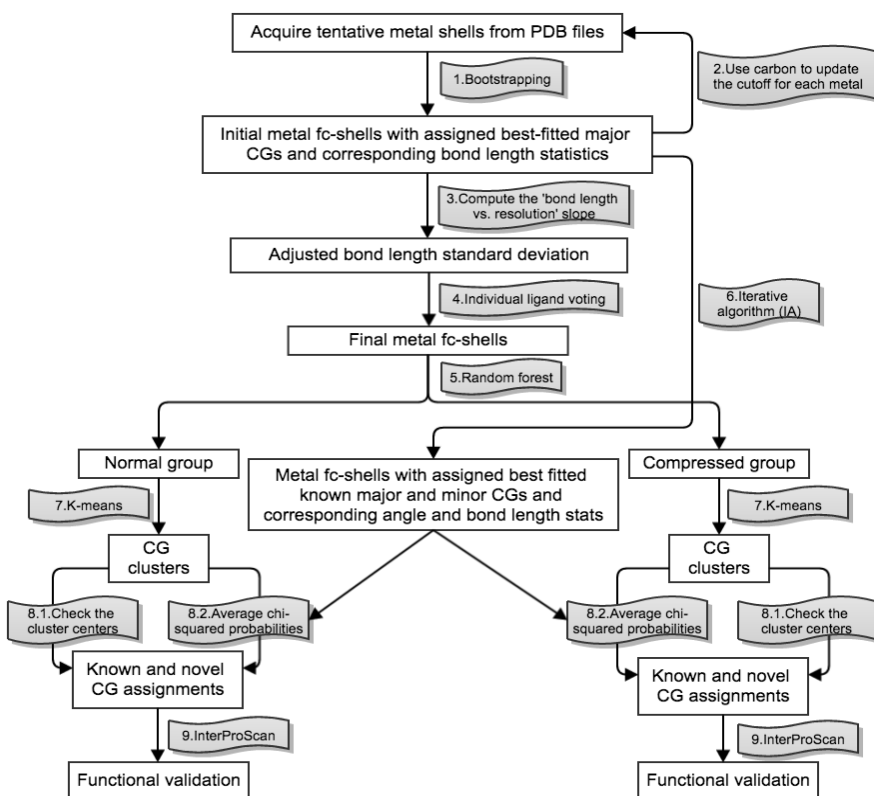 Acquire tentative metal shells from PDB files
1.Bootstrapping
2.Use carbon to update
the cutoff for each metal
Initial metal fc-shells with assigned best-fitted major
CGs and corresponding bond length statistics
3.Compute the 'bond length
vs. resolution' slope
Adjusted bond length standard deviation
4.Individual ligand voting
6.Iterative
algorithm (IA)
Final metal fc-shells
5.Random forest
Normal group
Metal fc-shells with assigned best fitted
known major and minor CGs and
corresponding angle and bond length stats
Compressed group
7.K-means
7.K-means
CG
clusters
CG
clusters
8.1.Check the
cluster centers
8.2.Average chi-
squared probabilities
8.2.Average chi-
squared probabilities
8.1.Check the
cluster centers
Known and novel
CG assignments
Known and novel
CG assignments
9.InterProScan
9.InterProScan
Functional validation
Functional validation